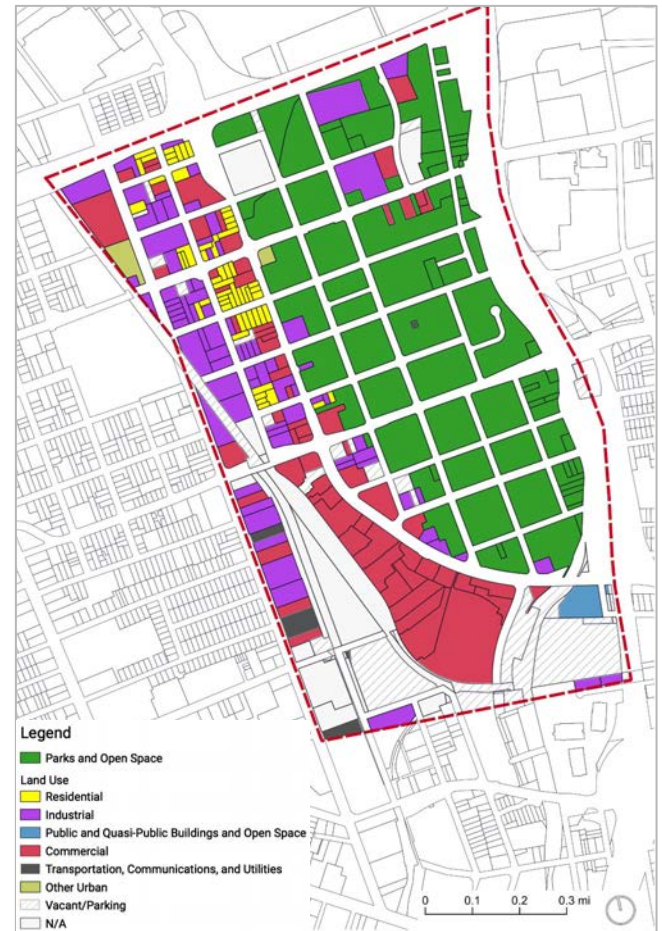 Legend
Parks and Open Space
Land Use
Residential
Industrial
Public and Quasi-Public Buildings and Open Space
Commercial
Transportation, Communications, and Utilities
Other Urban
Vacant/Parking
N/A
0 0.1 0.2 0.3 mi